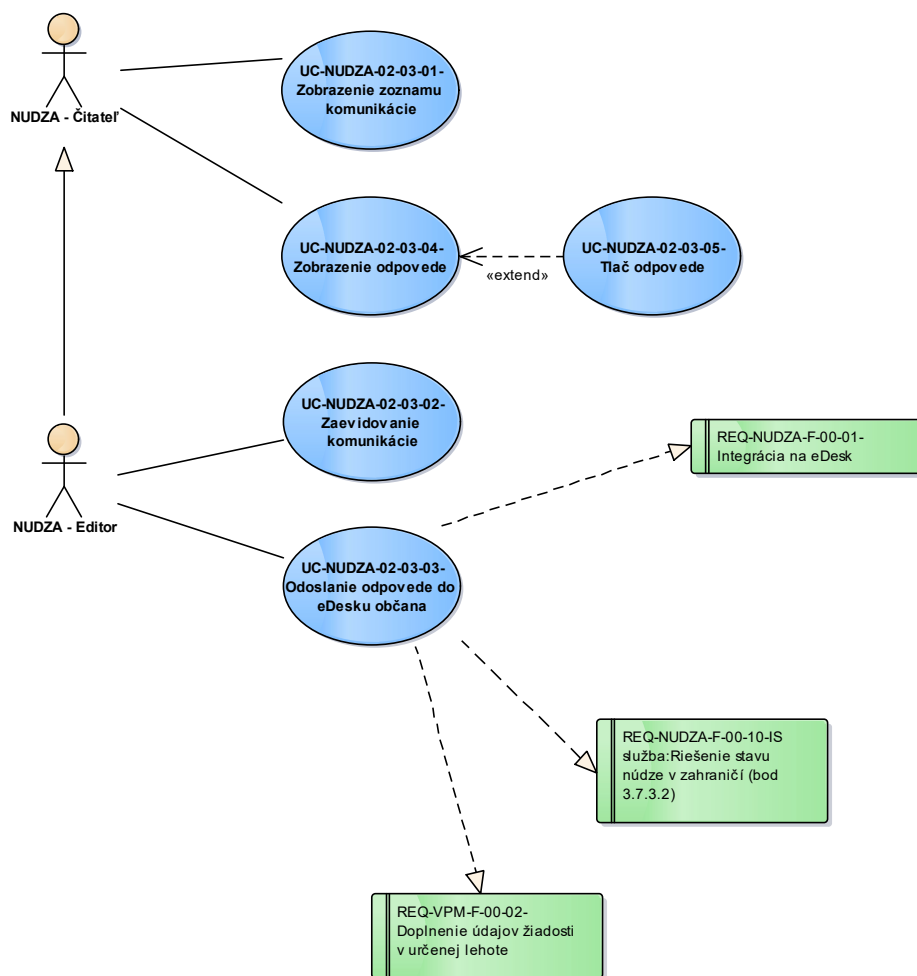 UC-NUDZA-02-03-01-
Zobrazenie zoznamu
komunikácie
NUDZA - Čitateľ
UC-NUDZA-02-03-04-
Zobrazenie odpovede
«extend»
UC-NUDZA-02-03-05-
Tlač odpovede
UC-NUDZA-02-03-02-
Zaevidovanie
komunikácie
NUDZA - Editor
REQ-NUDZA-F-00-01-
Integrácia na eDesk
UC-NUDZA-02-03-03-
Odoslanie odpovede do
eDesku občana
REQ-NUDZA-F-00-10-IS
služba:Riešenie stavu
núdze v zahraničí (bod
3.7.3.2)
REQ-VPM-F-00-02-
Doplnenie údajov žiadosti
v určenej lehote